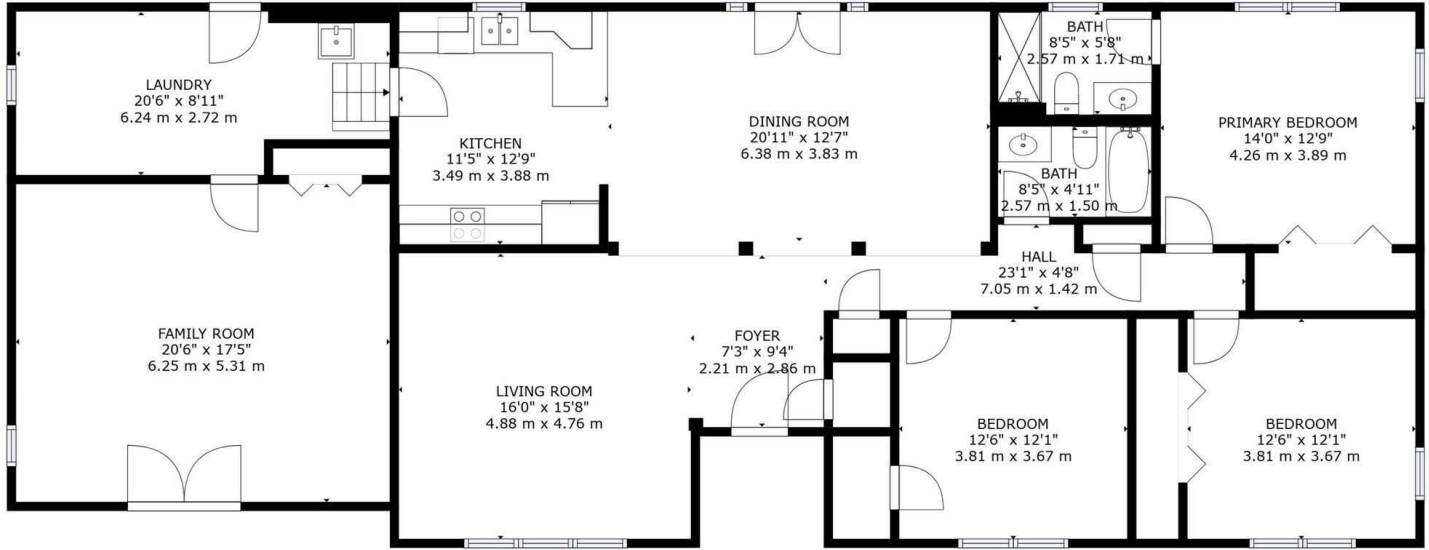 LAUNDRY
20'6" x 8'11"
6.24 m x 2.72 m
KITCHEN
11'5" x 12'9"
3.49 m x 3.88 m
DINING ROOM
20'11" x 12'7"
6.38 m x 3.83 m
BATH
8'5" x 5'8"
2.57 m x 1.71 m
PRIMARY BEDROOM
14'0" x 12'9"
4.26 m x 3.89 m
BATH
8'5" x 4'11"
2.57 m x 1.50 m
HALL
23'1" x 4'8"
7.05 m x 1.42 m
FAMILY ROOM
20'6" x 17'5"
6.25 m x 5.31 m
LIVING ROOM
16'0" x 15'8"
4.88 m x 4.76 m
FOYER
7'3" x 9'4"
2.21 m x 2.86 m
BEDROOM
12'6" x 12'1"
3.81 m x 3.67 m
BEDROOM
12'6" x 12'1"
3.81 m x 3.67 m